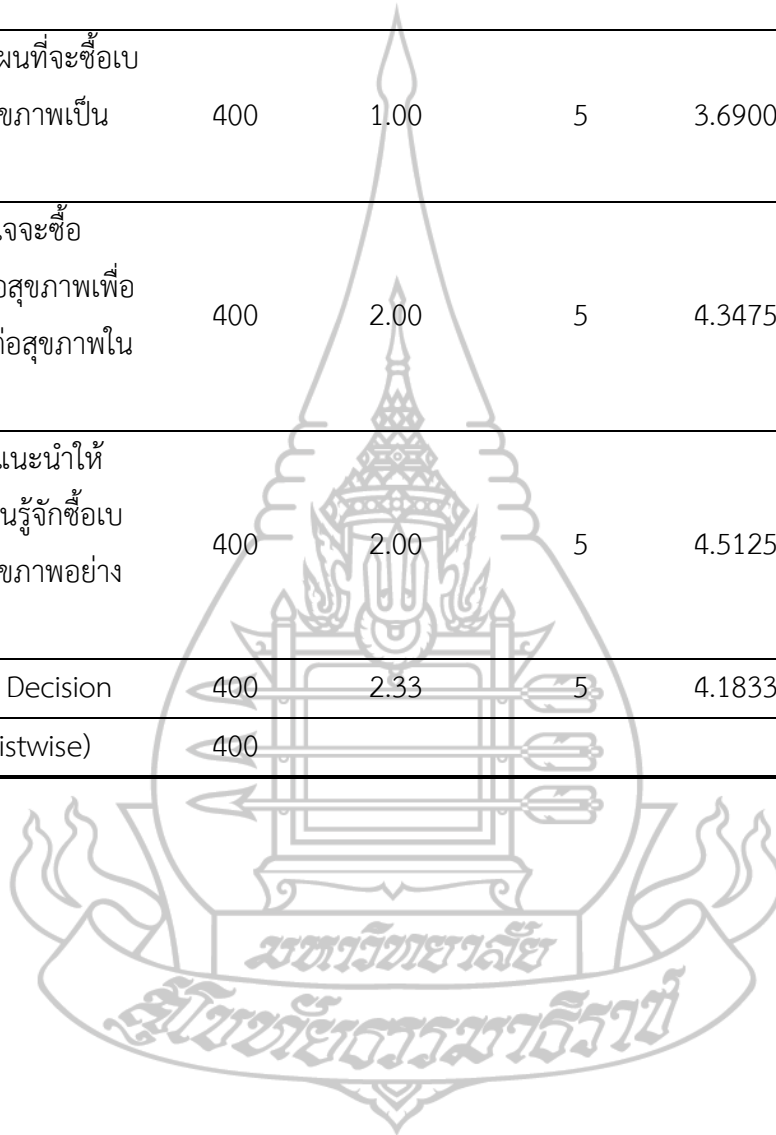 ผนที่จะซื้อเบ
ขภาพเป็น 400 1.00 5 3.6900
จจะซื้อ
อสุขภาพเพื่อ
ต่อสุขภาพใน 400 2.00 5 4.3475
แนะนำให้
นรู้จักซื้อเบ
ขภาพอย่าง 400 2.00 5 4.5125
Decision 400 2.33 5 4.1833
istwise) 400
มหาวิทยาลัย
สุโขทัยธรรมาธิราช